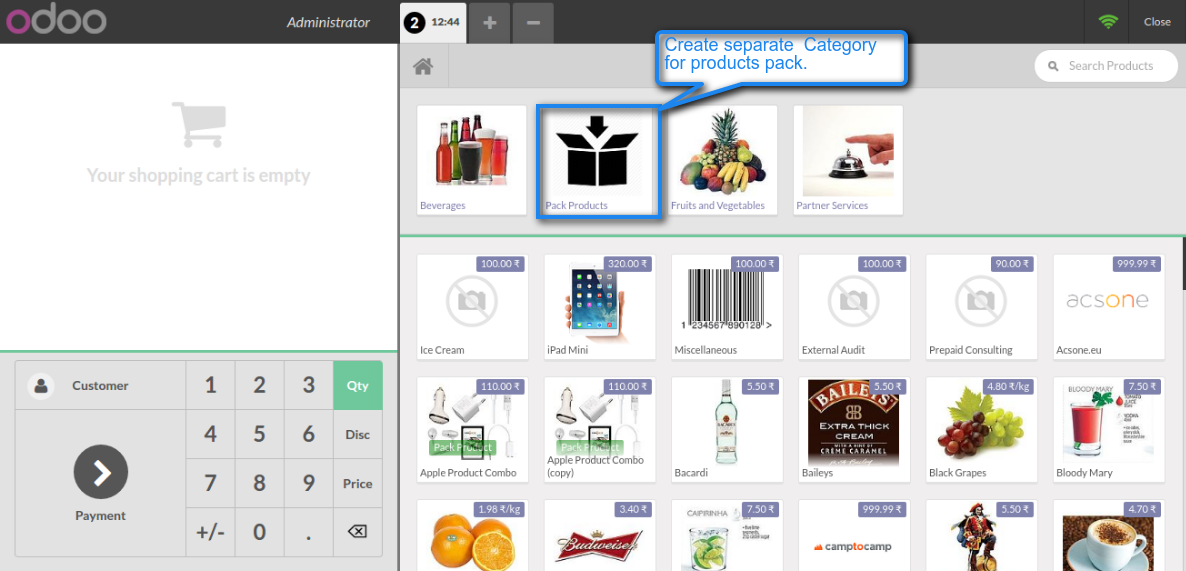 odoo
Administrator
2 12:44
+
−
Close
Create separate Category
for products pack.
Search Products
Your shopping cart is empty
Beverages
Pack Products
Fruits and Vegetables
Partner Services
100.00 ₹
320.00 ₹
100.00 ₹
100.00 ₹
90.00 ₹
999.99 ₹
1 234567 890128 >
acsone
Ice Cream
iPad Mini
Miscellaneous
External Audit
Prepaid Consulting
Acsone.eu
Customer
1
2
3
Qty
4
5
6
Disc
7
8
9
Price
Payment
+/-
0
.
110.00 ₹
110.00 ₹
5.50 ₹
5.50 ₹
4.80 ₹/kg
7.50 ₹
Pack Product
Pack Product
BACARDI
BAILEYS
EXTRA THICK
CREAM
WITH A HINT OF
CRÈME CARAMEL
BLOODY MARY
Apple Product Combo
Apple Product Combo
(copy)
Bacardi
Baileys
Black Grapes
Bloody Mary
1.98 ₹/kg
3.40 ₹
7.50 ₹
999.99 ₹
5.50 ₹
4.70 ₹
Budweiser
CAIPIRINHA
camptocamp